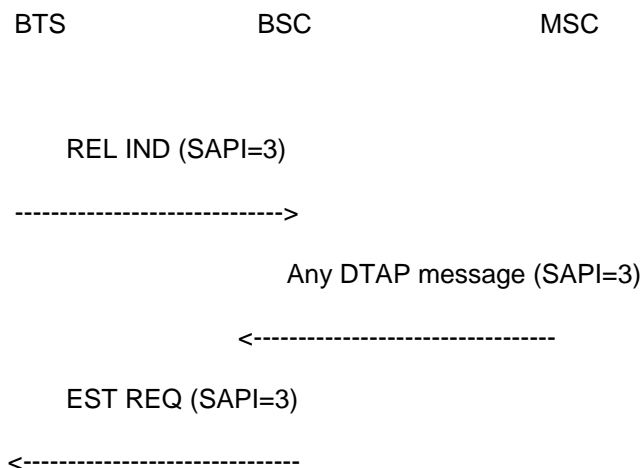 BTS BSC MSC
REL IND (SAPI=3)
------------------------------>
Any DTAP message (SAPI=3)
<----------------------------------
EST REQ (SAPI=3)
<-------------------------------